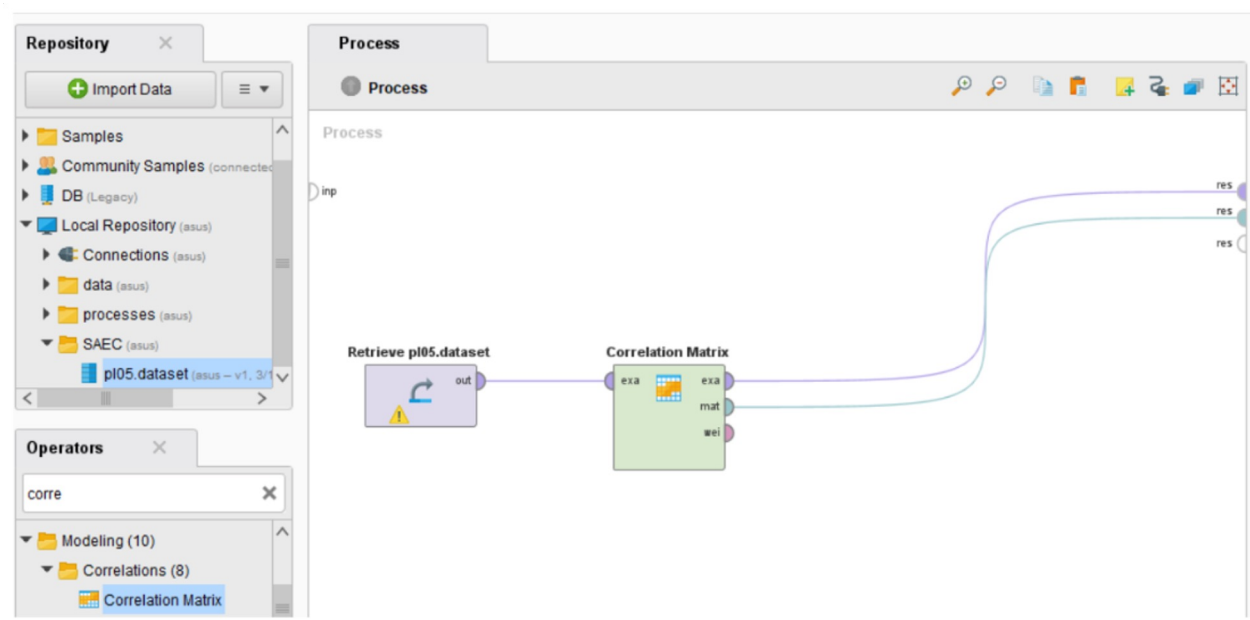 Repository
Import Data
Samples
Community Samples (connected
DB (Legacy)
Local Repository (asus)
Connections (asus)
data (asus)
processes (asus)
SAEC (asus)
pl05.dataset (asus – v1, 3/1
Operators
corre
Modeling (10)
Correlations (8)
Correlation Matrix
Process
Process
Process
inp
res
res
res
Retrieve pl05.dataset
out
Correlation Matrix
exa exa
mat
wei